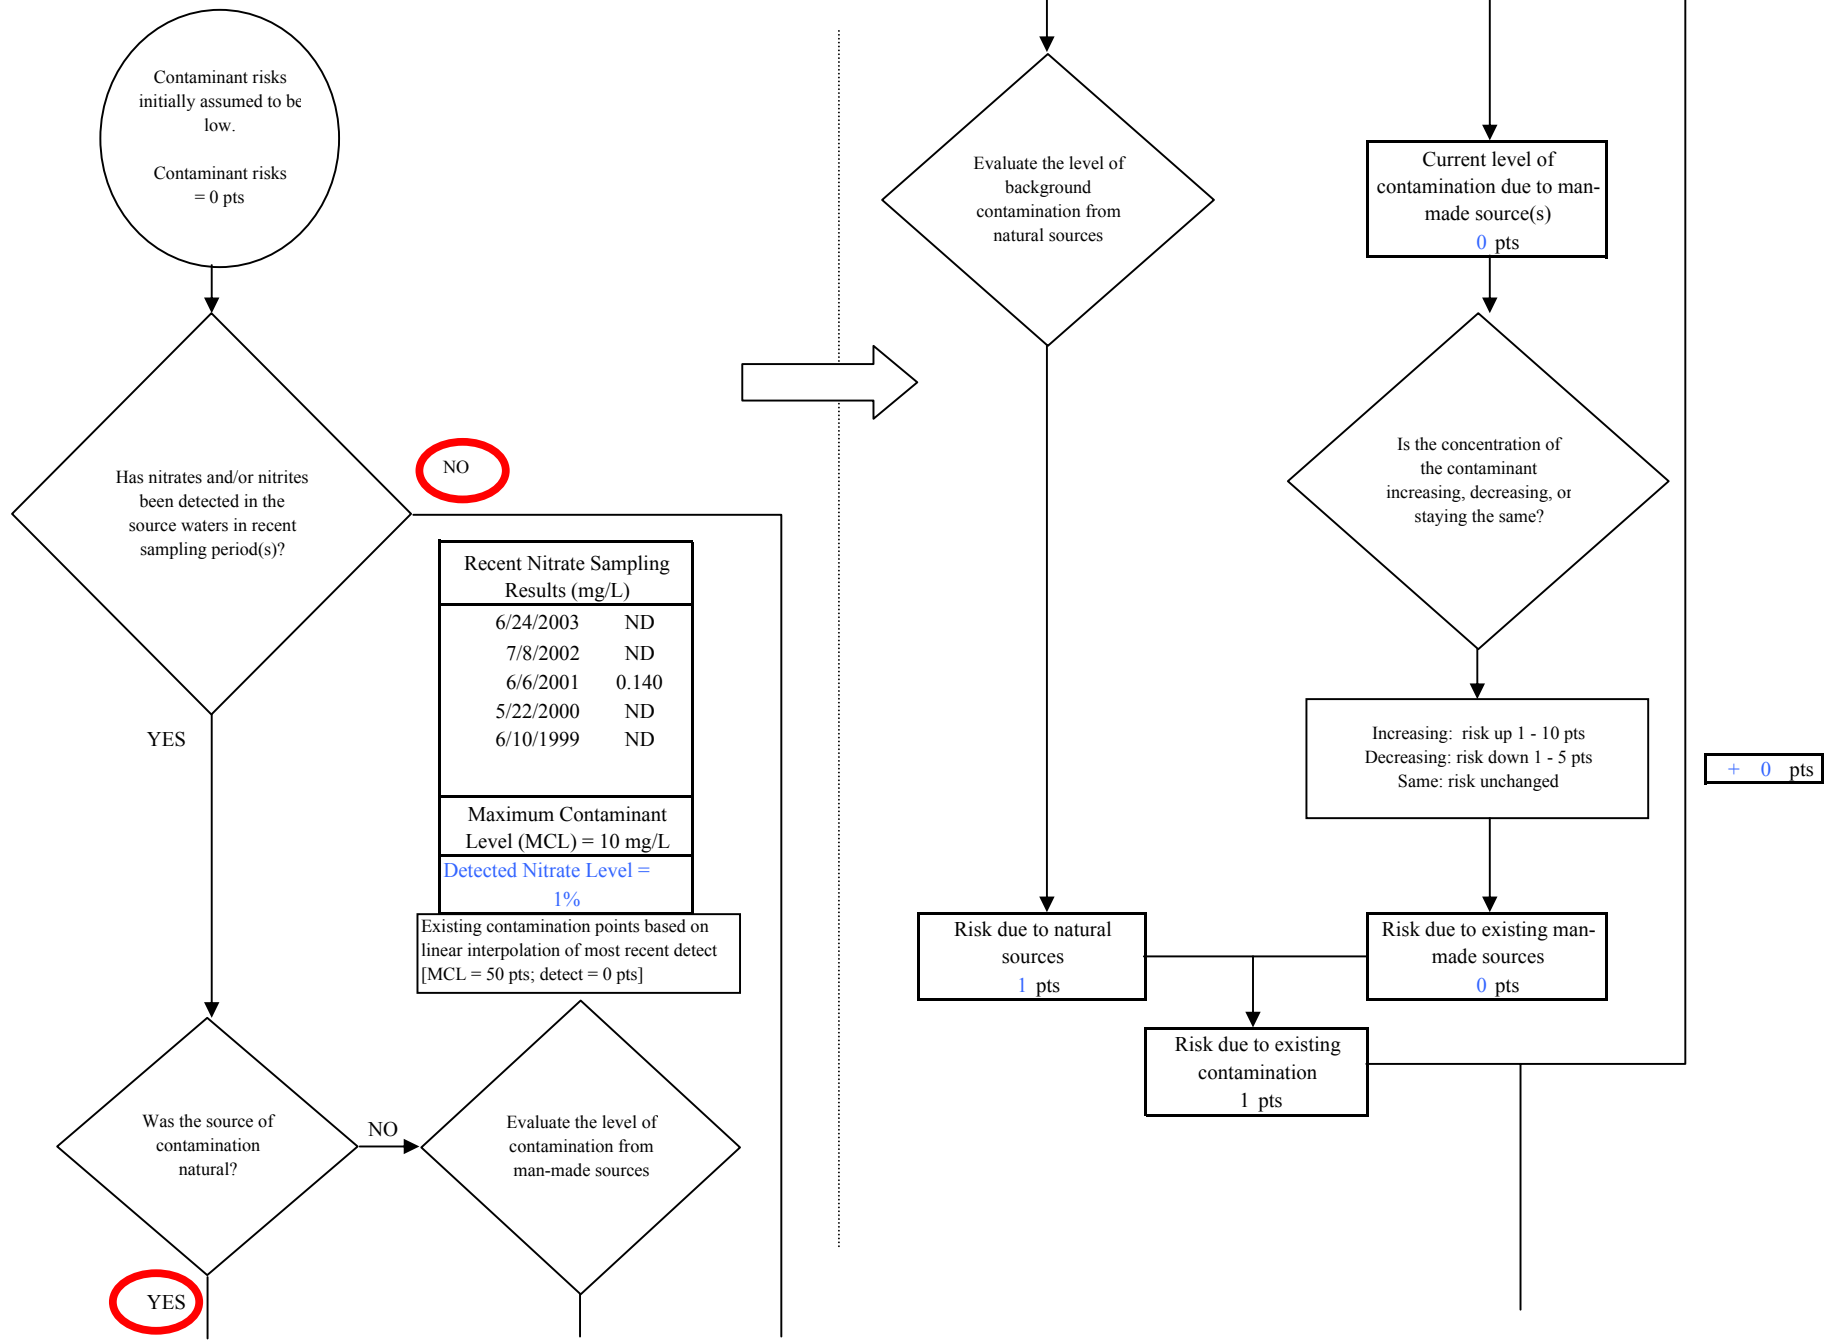 Contaminant risks
initially assumed to be
low.
Contaminant risks
= 0 pts
Has nitrates and/or nitrites
been detected in the
source waters in recent
sampling period(s)?
NO
YES
Recent Nitrate Sampling
Results (mg/L)
6/24/2003 ND
7/8/2002 ND
6/6/2001 0.140
5/22/2000 ND
6/10/1999 ND
Maximum Contaminant
Level (MCL) = 10 mg/L
Detected Nitrate Level =
1%
Existing contamination points based on
linear interpolation of most recent detect
[MCL = 50 pts; detect = 0 pts]
Was the source of
contamination
natural?
NO
YES
Evaluate the level of
contamination from
man-made sources
Evaluate the level of
background
contamination from
natural sources
Current level of
contamination due to man-
made source(s)
0 pts
Is the concentration of
the contaminant
increasing, decreasing, or
staying the same?
Increasing: risk up 1 - 10 pts
Decreasing: risk down 1 - 5 pts
Same: risk unchanged
+ 0 pts
Risk due to natural
sources
1 pts
Risk due to existing man-
made sources
0 pts
Risk due to existing
contamination
1 pts